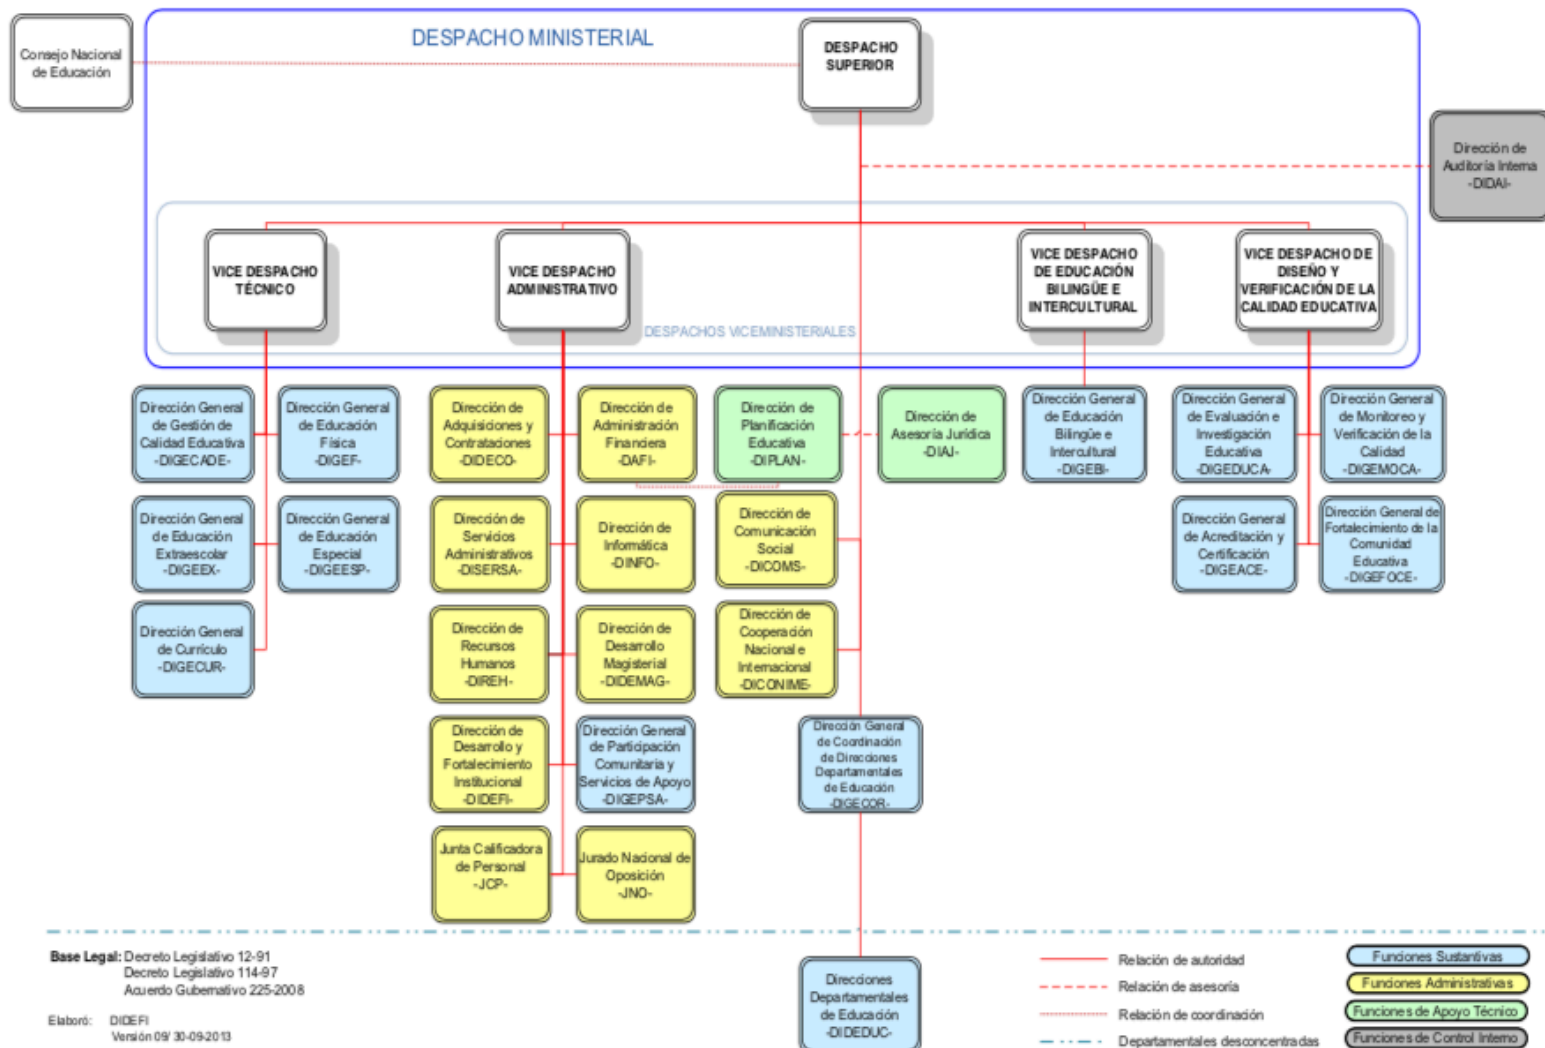 DESPACHO MINISTERIAL
Consejo Nacional
de Educación
DESPACHO
SUPERIOR
Dirección de
Auditoría Interna
-DIDAI-
VICE DESPACHO
TÉCNICO
VICE DESPACHO
ADMINISTRATIVO
VICE DESPACHO
DE EDUCACIÓN
BILINGÜE E
INTERCULTURAL
VICE DESPACHO DE
DISEÑO Y
VERIFICACIÓN DE LA
CALIDAD EDUCATIVA
DESPACHOS VICEMINISTERIALES
Dirección General
de Gestión de
Calidad Educativa
-DIGECADE-
Dirección General
de Educación
Física
-DIGEF-
Dirección de
Adquisiciones y
Contrataciones
-DIDECO-
Dirección de
Administración
Financiera
-DAFI-
Dirección de
Planificación
Educativa
-DIPLAN-
Dirección de
Asesoría Jurídica
-DIAJ-
Dirección General
de Educación
Bilingüe e
Intercultural
-DIGEBI-
Dirección General
de Evaluación e
Investigación
Educativa
-DIGEDUCA-
Dirección General
de Monitoreo y
Verificación de la
Calidad
-DIGEMOCA-
Dirección General
de Educación
Extraescolar
-DIGEEX-
Dirección General
de Educación
Especial
-DIGEESP-
Dirección de
Servicios
Administrativos
-DISERSA-
Dirección de
Informática
-DINFO-
Dirección de
Comunicación
Social
-DICOMS-
Dirección General
de Acreditación y
Certificación
-DIGEACE-
Dirección General de
Fortalecimiento de la
Comunidad
Educativa
-DIGEFOCE-
Dirección General
de Currículo
-DIGECUR-
Dirección de
Recursos
Humanos
-DIREH-
Dirección de
Desarrollo
Magisterial
-DIDEMAG-
Dirección de
Cooperación
Nacional e
Internacional
-DICONIME-
Dirección de
Desarrollo y
Fortalecimiento
Institucional
-DIDEFI-
Dirección General
de Participación
Comunitaria y
Servicios de Apoyo
-DIGEPSA-
Dirección General
de Coordinación
de Direcciones
Departamentales
de Educación
-DIGECOR-
Junta Calificadora
de Personal
-JCP-
Jurado Nacional de
Oposición
-JNO-
Direcciones
Departamentales
de Educación
-DIDEDUC-
Base Legal: Decreto Legislativo 12-91
Decreto Legislativo 114-97
Acuerdo Gubernativo 225-2008
Elaboró: DIDEFI
Versión 09/ 30-09-2013
Relación de autoridad
Relación de asesoría
Relación de coordinación
Departamentales desconcentradas
Funciones Sustantivas
Funciones Administrativas
Funciones de Apoyo Técnico
Funciones de Control Interno